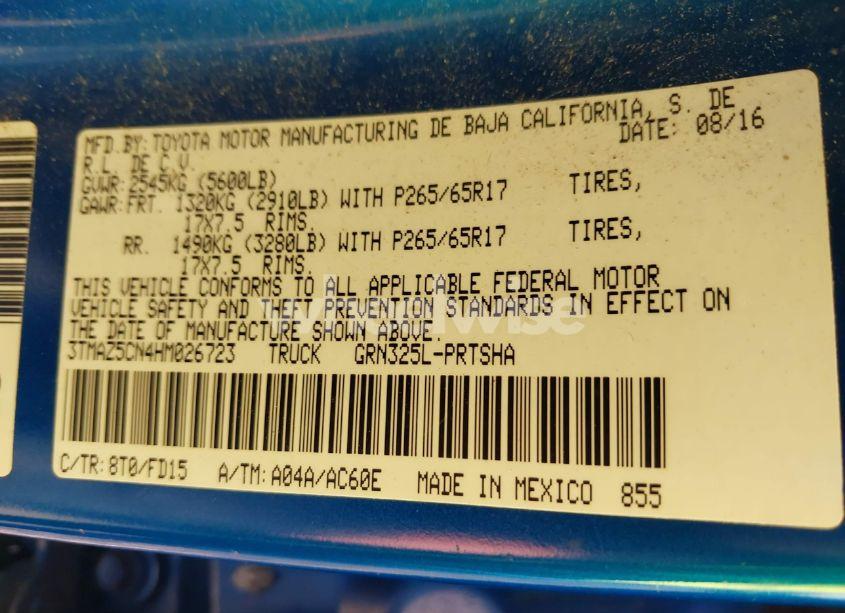 MFD.BY:TOYOTA MOTOR MANUFACTURING DE BAJA CALIFORNIA, S. DE
R.L. DE C.V. DATE: 08/16
GVWR:2545KG (5600LB)
GAWR:FRT. 1320KG (2910LB) WITH P265/65R17 TIRES,
17X7.5 RIMS.
RR. 1490KG (3280LB) WITH P265/65R17 TIRES,
17X7.5 RIMS.
THIS VEHICLE CONFORMS TO ALL APPLICABLE FEDERAL MOTOR
VEHICLE SAFETY AND THEFT PREVENTION STANDARDS IN EFFECT ON
THE DATE OF MANUFACTURE SHOWN ABOVE.
3TMAZ5CN4HM026723 TRUCK GRN325L-PRTSHA
C/TR:8T0/FD15 A/TM:A04A/AC60E MADE IN MEXICO 855